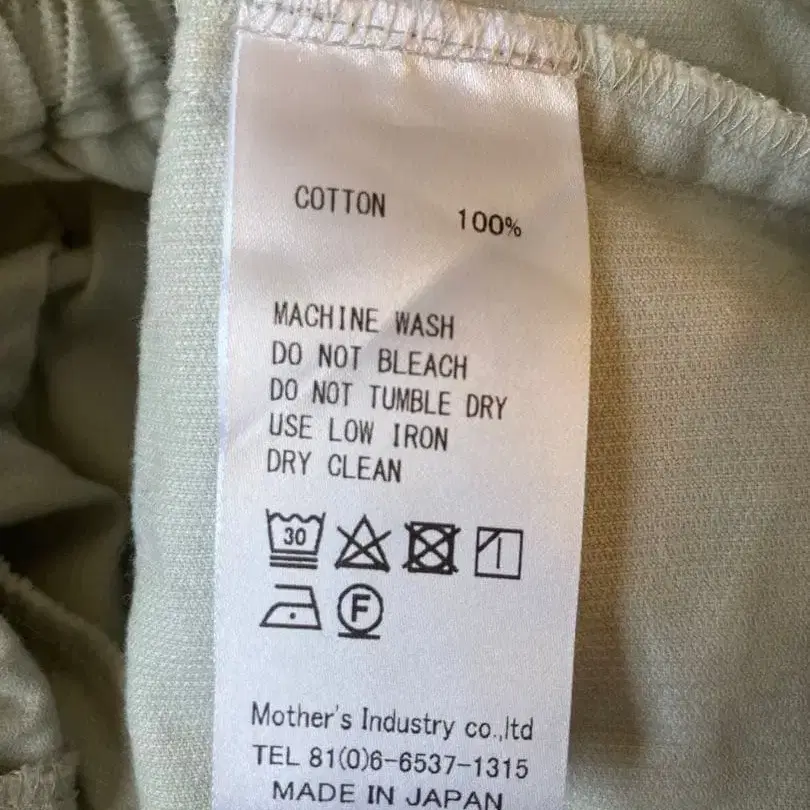 COTTON 100%
MACHINE WASH
DO NOT BLEACH
DO NOT TUMBLE DRY
USE LOW IRON
DRY CLEAN
30
F
Mother's Industry co.,ltd
TEL 81(0)6-6537-1315
MADE IN JAPAN